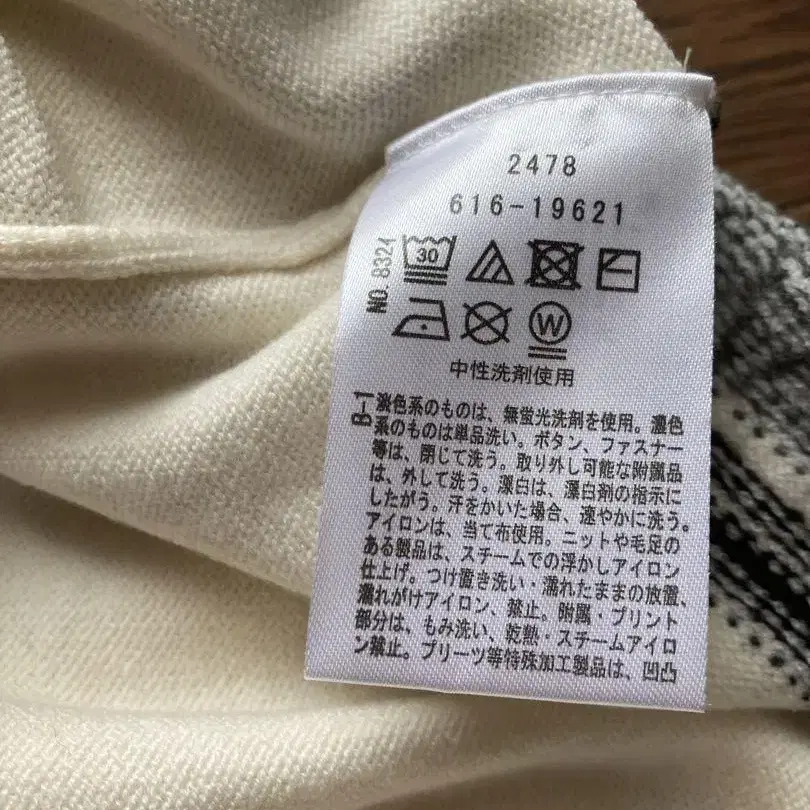 2478
616-19621
NO. 8324
30
W
中性洗剤使用
B-1
淡色系のものは、無蛍光洗剤を使用。濃色
系のものは単品洗い。ボタン、ファスナー
等は、閉じて洗う。取り外し可能な附属品
は、外して洗う。漂白は、漂白剤の指示に
したがう。汗をかいた場合、速やかに洗う。
アイロンは、当て布使用。ニットや毛足の
ある製品は、スチームでの浮かしアイロン
仕上げ。つけ置き洗い・濡れたままの放置、
濡れがけアイロン、禁止。附属・プリント
部分は、もみ洗い、乾熱・スチームアイロ
ン禁止。プリーツ等特殊加工製品は、凹凸